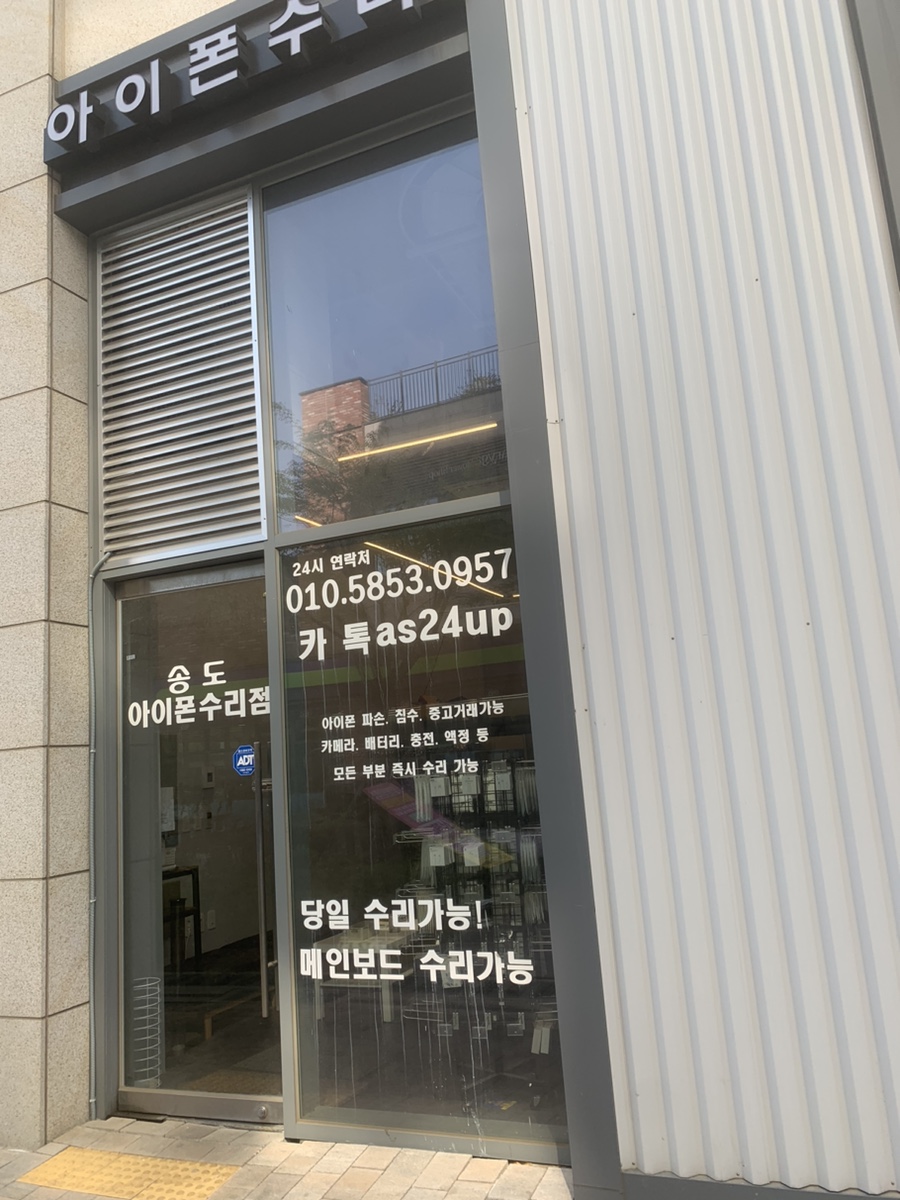 아이폰수리
송도
아이폰수리점
ADT
24시 연락처
010.5853.0957
카 톡as24up
아이폰 파손. 침수. 중고거래가능
카메라. 배터리. 충전. 액정 등
모든 부분 즉시 수리 가능
당일 수리가능!
메인보드 수리가능